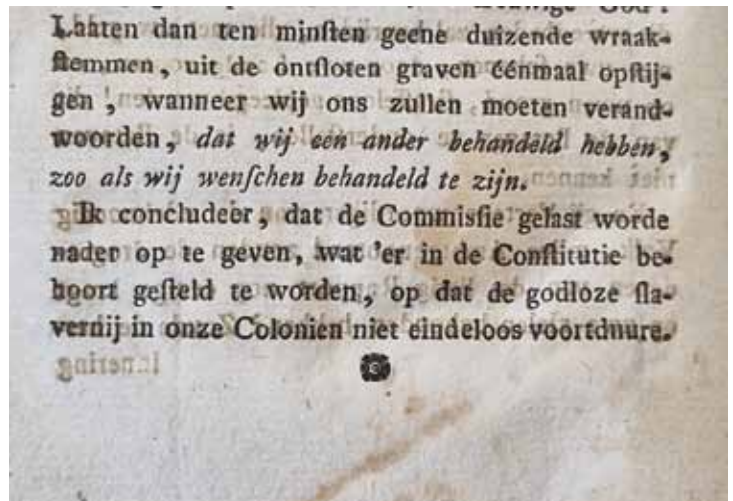 God!
Laaten dan ten minſten geene duizende wraak-
ſtemmen, uit de ontſloten graven éénmaal opſtij-
gen, wanneer wij ons zullen moeten verand-
woorden, dat wij een ander behandeld hebben,
zoo als wij wenſchen behandeld te zijn.
Ik concludeer, dat de Commisſie gelast worde
nader op te geven, wat 'er in de Conſtitutie be-
hoort geſteld te worden, op dat de godloze ſla-
vernij in onze Colonien niet eindeloos voortduure.